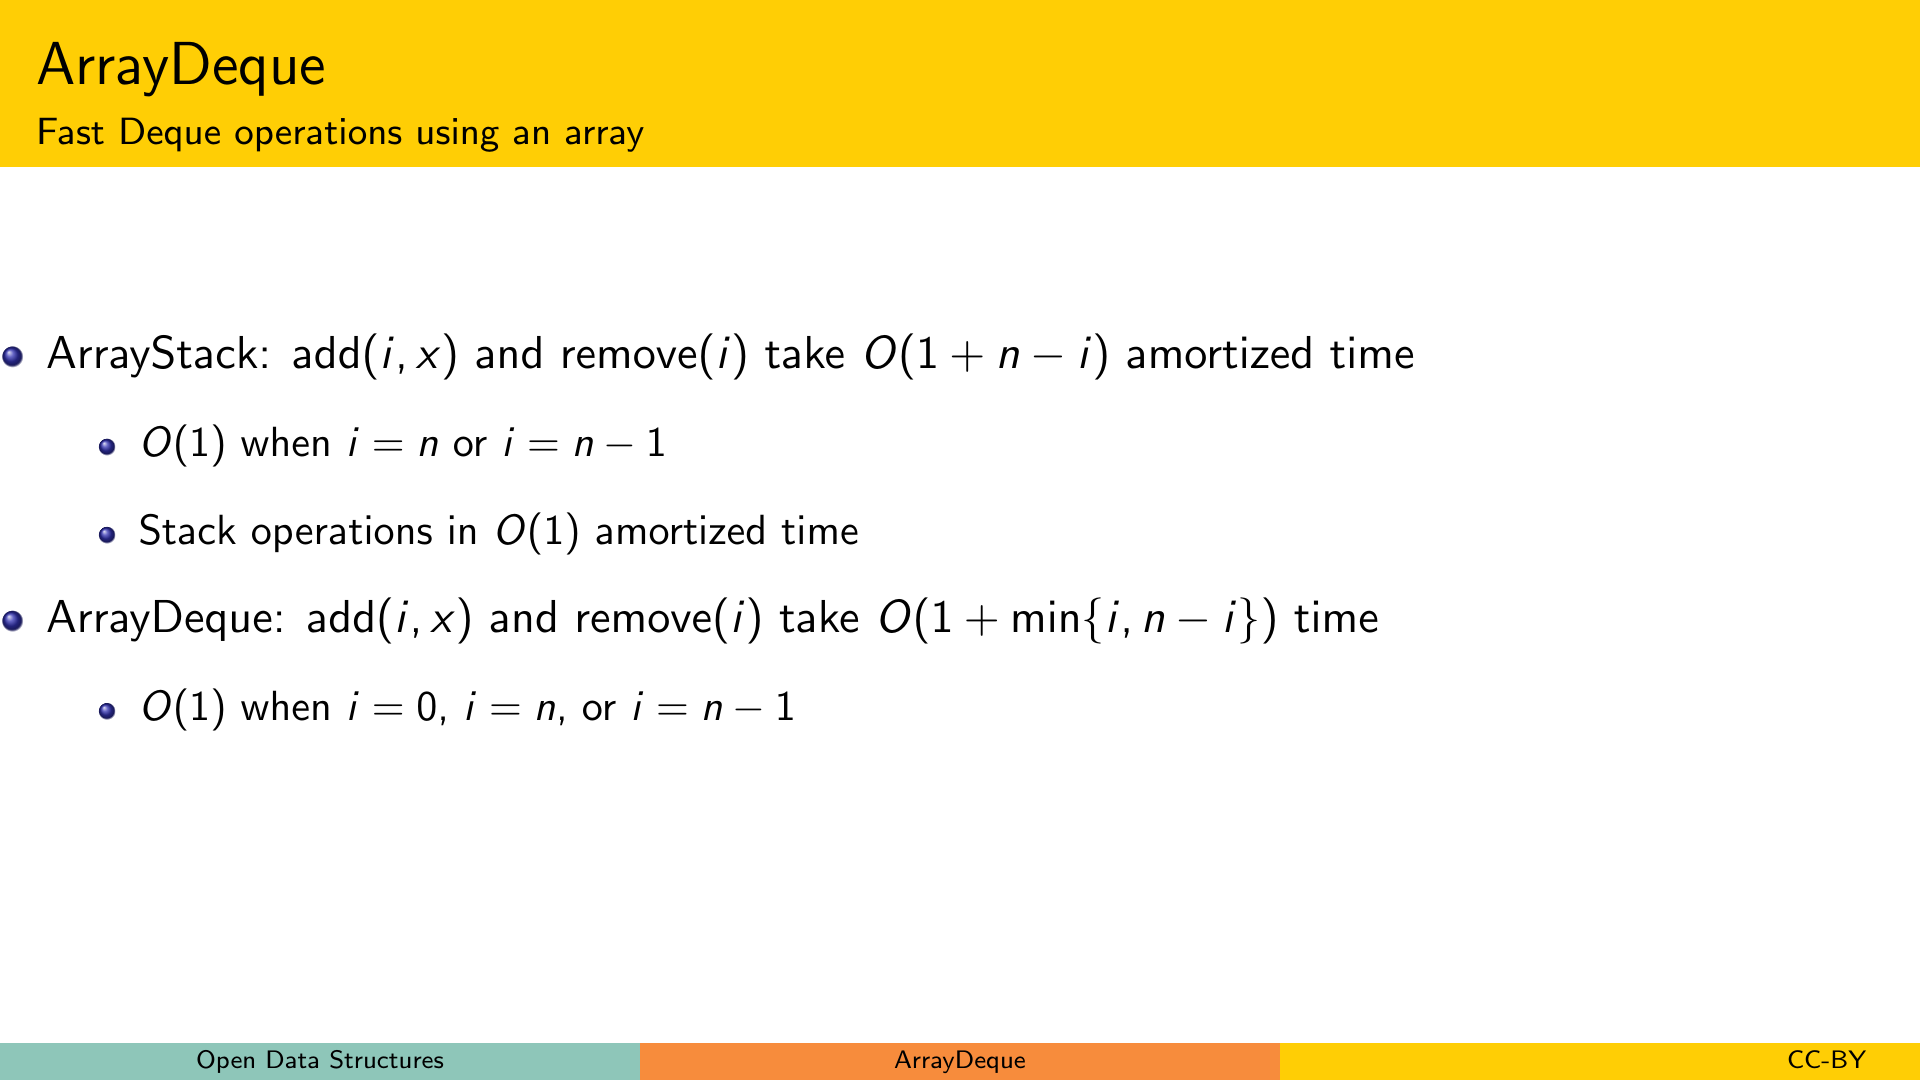 ArrayDeque
Fast Deque operations using an array
ArrayStack: add(i, x) and remove(i) take O(1 + n − i) amortized time
O(1) when i = n or i = n − 1
Stack operations in O(1) amortized time
ArrayDeque: add(i, x) and remove(i) take O(1 + min{i, n − i}) time
O(1) when i = 0, i = n, or i = n − 1
Open Data Structures
ArrayDeque
CC-BY